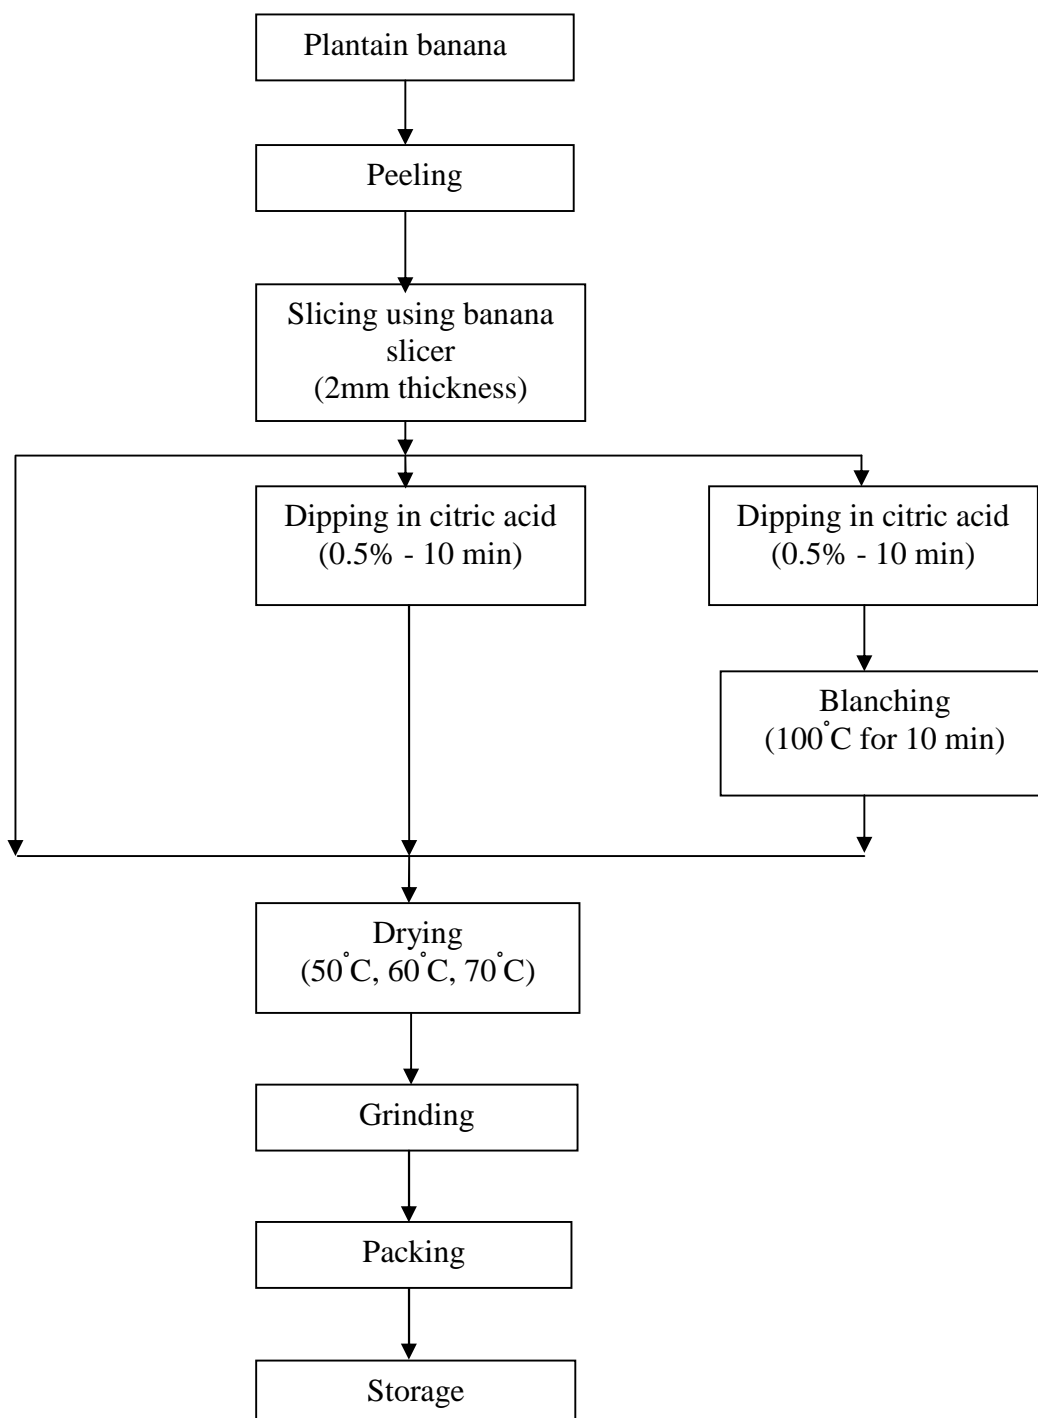 Plantain banana
Peeling
Slicing using banana
slicer
(2mm thickness)
Dipping in citric acid
(0.5% - 10 min)
Dipping in citric acid
(0.5% - 10 min)
Blanching
(100°C for 10 min)
Drying
(50°C, 60°C, 70°C)
Grinding
Packing
Storage